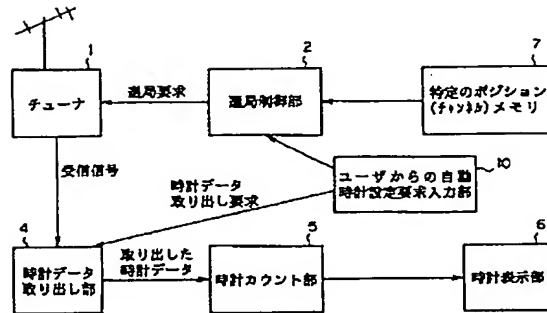 1
チューナ
選局要求
2
選局制御部
7
特定のポジション
(チャンネル)メモリ
受信信号
時計データ
取り出し要求
ユーザからの自動
時計設定要求入力部
10
4
時計データ
取り出し部
取り出した
時計データ
5
時計カウント部
6
時計表示部